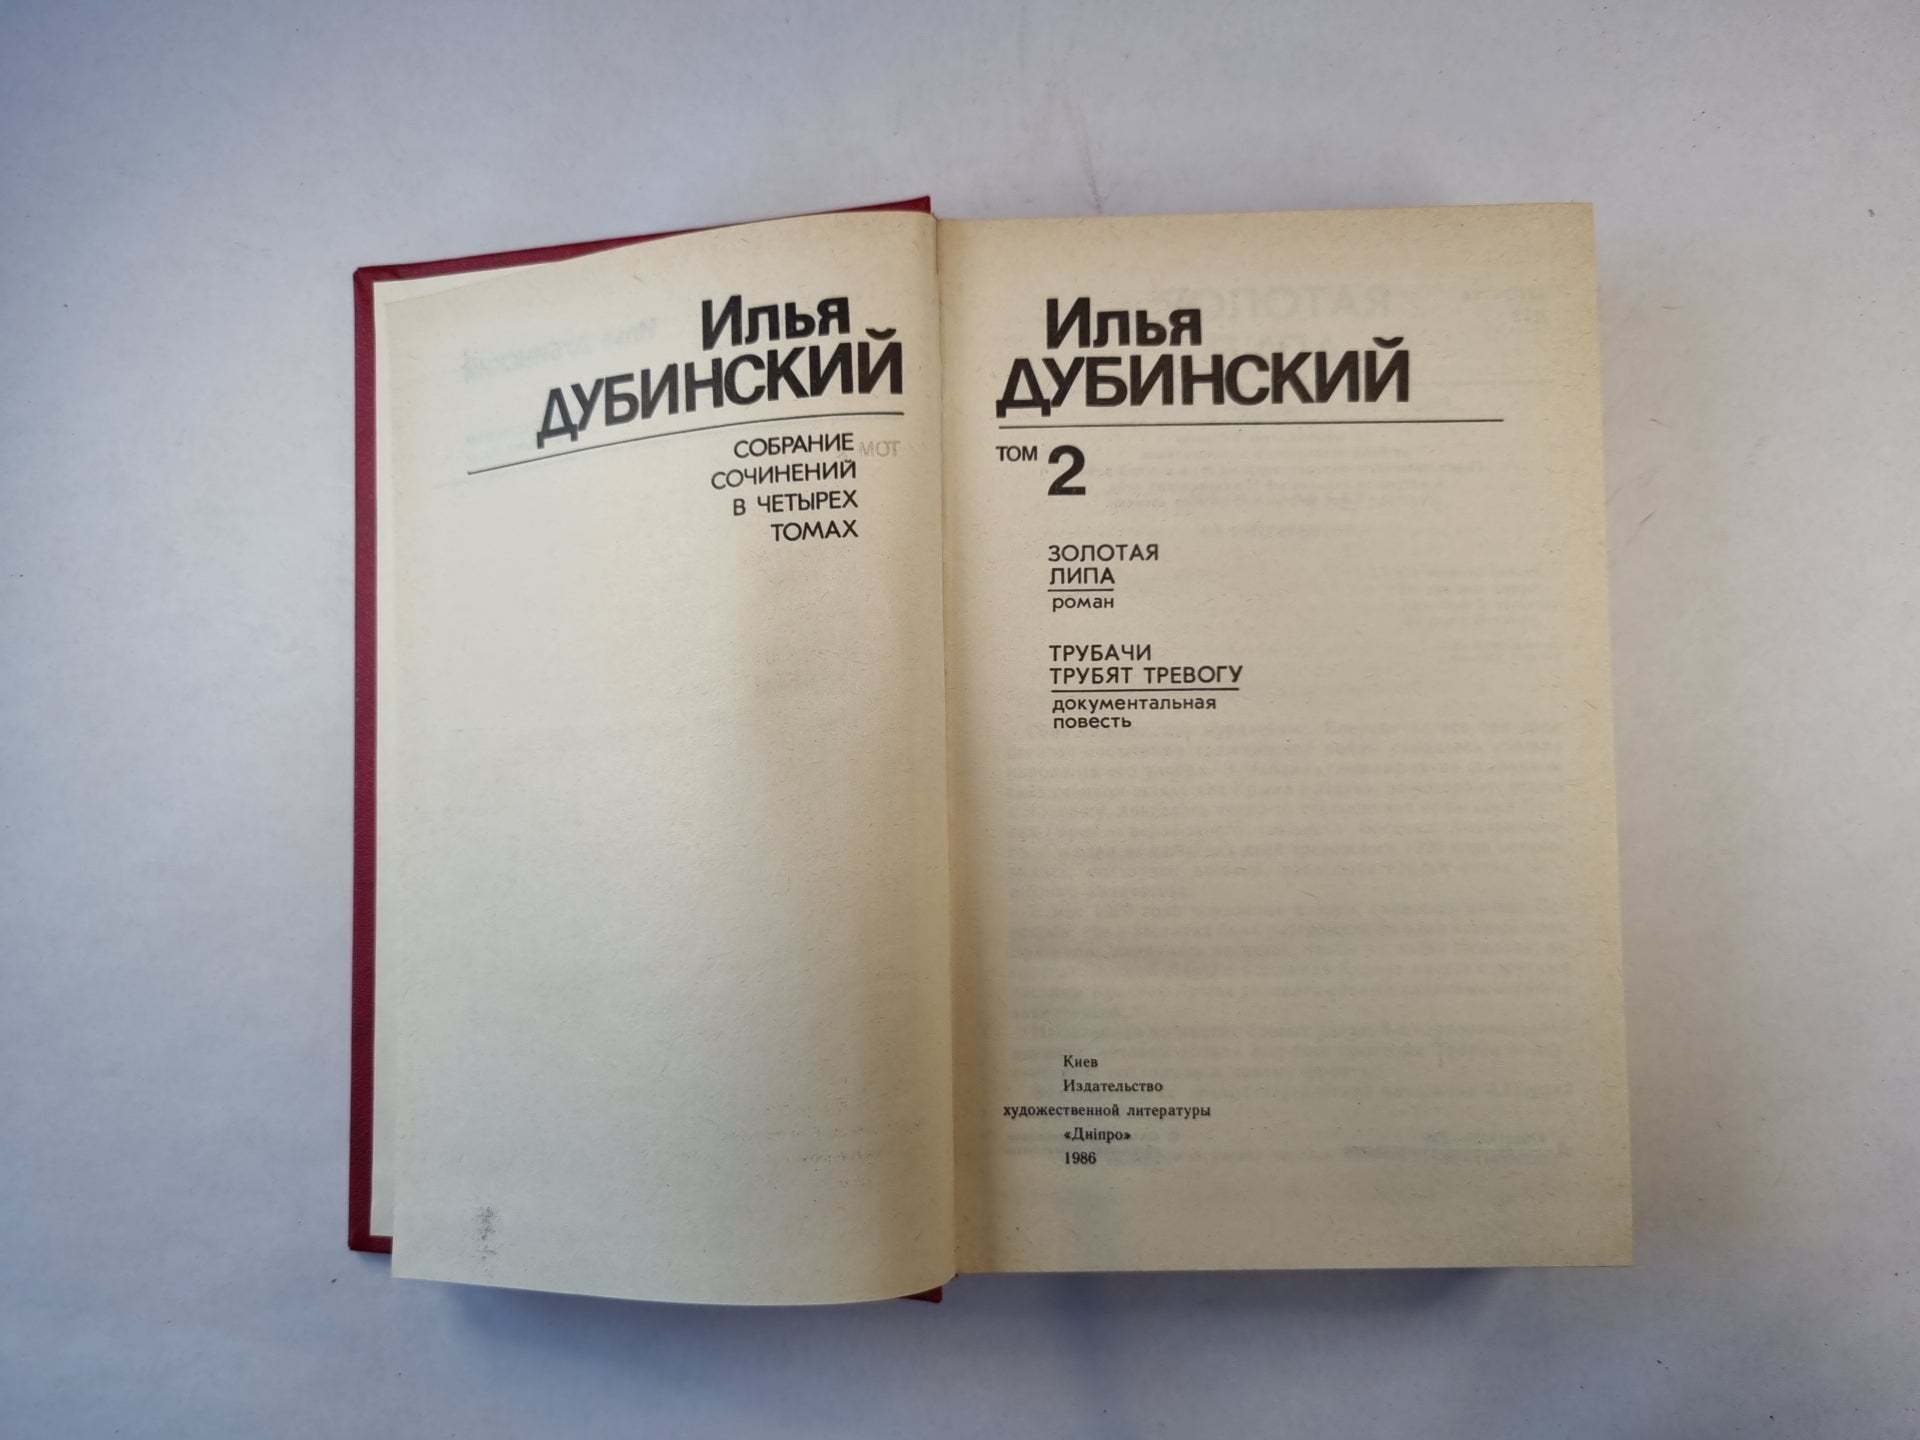 Илья
ДУБИНСКИЙ
СОБРАНИЕ
СОЧИНЕНИЙ
В ЧЕТЫРЕХ
ТОМАХ
Илья
ДУБИНСКИЙ
ТОМ 2
ЗОЛОТАЯ
ЛИПА
роман
ТРУБАЧИ
ТРУБЯТ ТРЕВОГУ
документальная
повесть
Киев
Издательство
художественной литературы
«Дніпро»
1986